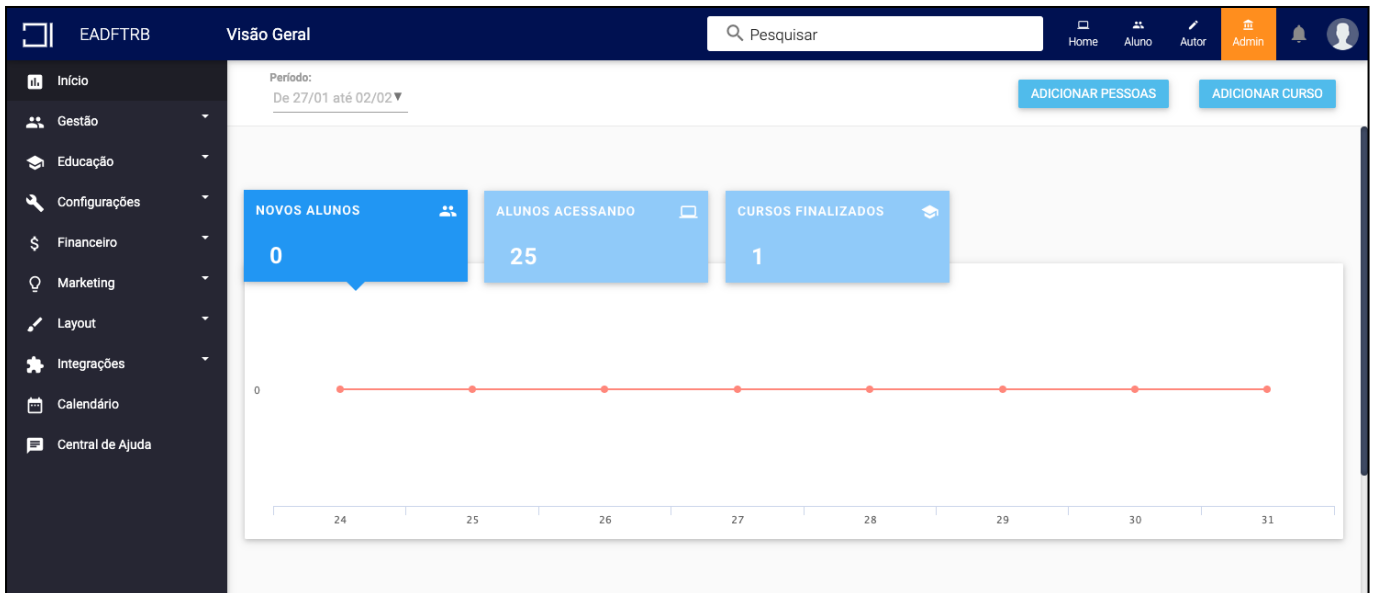 EADFTRB
Visão Geral
Pesquisar
Home
Aluno
Autor
Admin
Início
Gestão
Educação
Configurações
Financeiro
Marketing
Layout
Integrações
Calendário
Central de Ajuda
Período:
De 27/01 até 02/02
ADICIONAR PESSOAS
ADICIONAR CURSO
NOVOS ALUNOS
0
ALUNOS ACESSANDO
25
CURSOS FINALIZADOS
1
0
24 25 26 27 28 29 30 31